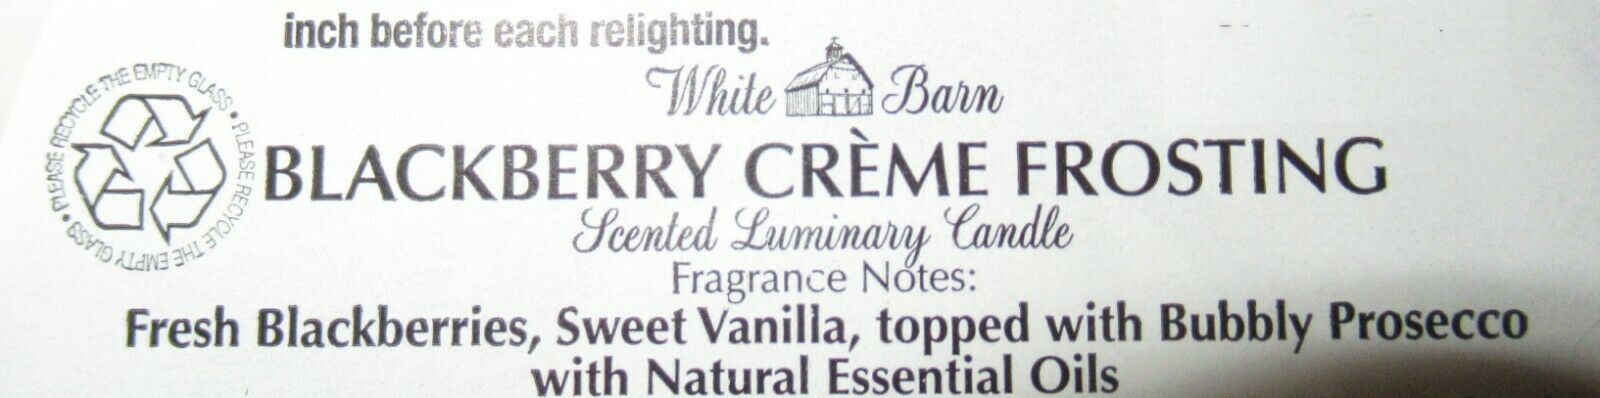 inch before each relighting.
White Barn
PLEASE RECYCLE THE EMPTY GLASS • PLEASE RECYCLE THE EMPTY GLASS •
BLACKBERRY CRÈME FROSTING
Scented Luminary Candle
Fragrance Notes:
Fresh Blackberries, Sweet Vanilla, topped with Bubbly Prosecco
with Natural Essential Oils